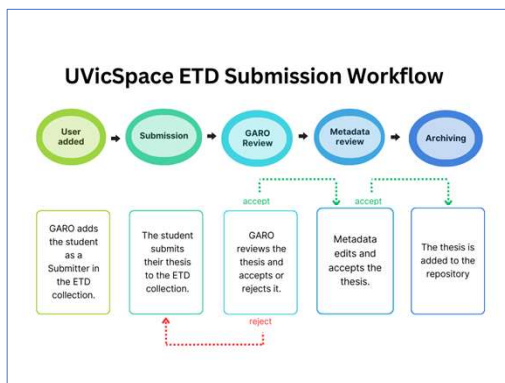 UVicSpace ETD Submission Workflow
User
added
Submission
GARO
Review
Metadata
review
Archiving
accept
accept
GARO adds
the student
as a
Submitter in
the ETD
collection.
The student
submits
their thesis
to the ETD
collection.
GARO
reviews the
thesis and
accepts or
rejects it.
Metadata
edits and
accepts the
thesis.
The thesis is
added to the
repository
reject